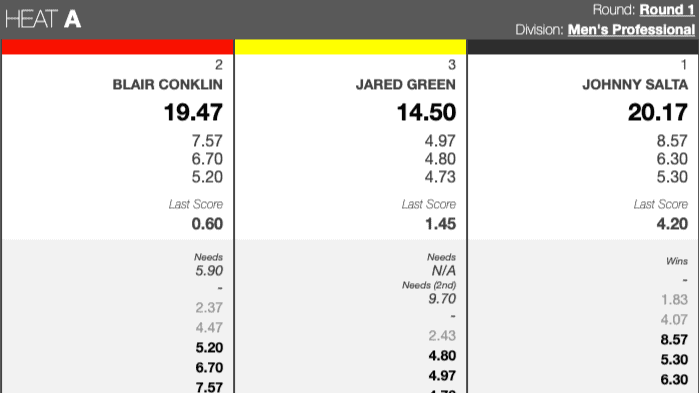 HEAT A
Round: Round 1
Division: Men's Professional
2
BLAIR CONKLIN
19.47
7.57
6.70
5.20
Last Score
0.60
Needs
5.90
-
2.37
4.47
5.20
6.70
7.57
3
JARED GREEN
14.50
4.97
4.80
4.73
Last Score
1.45
Needs
N/A
Needs (2nd)
9.70
-
2.43
4.80
4.97
1
JOHNNY SALTA
20.17
8.57
6.30
5.30
Last Score
4.20
Wins
-
1.83
4.07
8.57
5.30
6.30